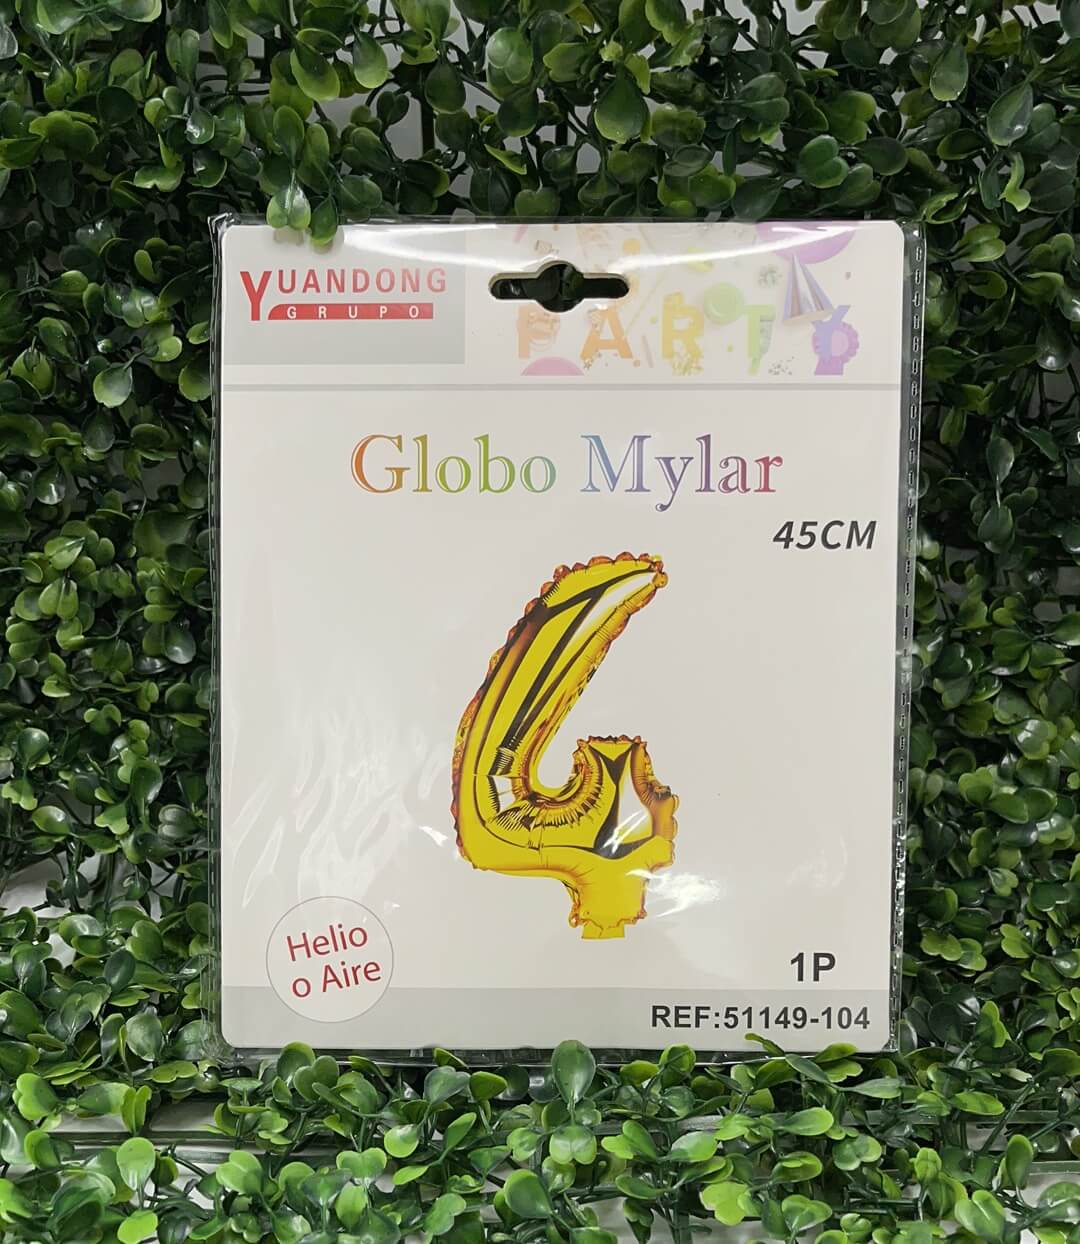 YUANDONG
GRUPO
PARTY
Globo Mylar
45CM
Helio
o Aire
1P
REF:51149-104